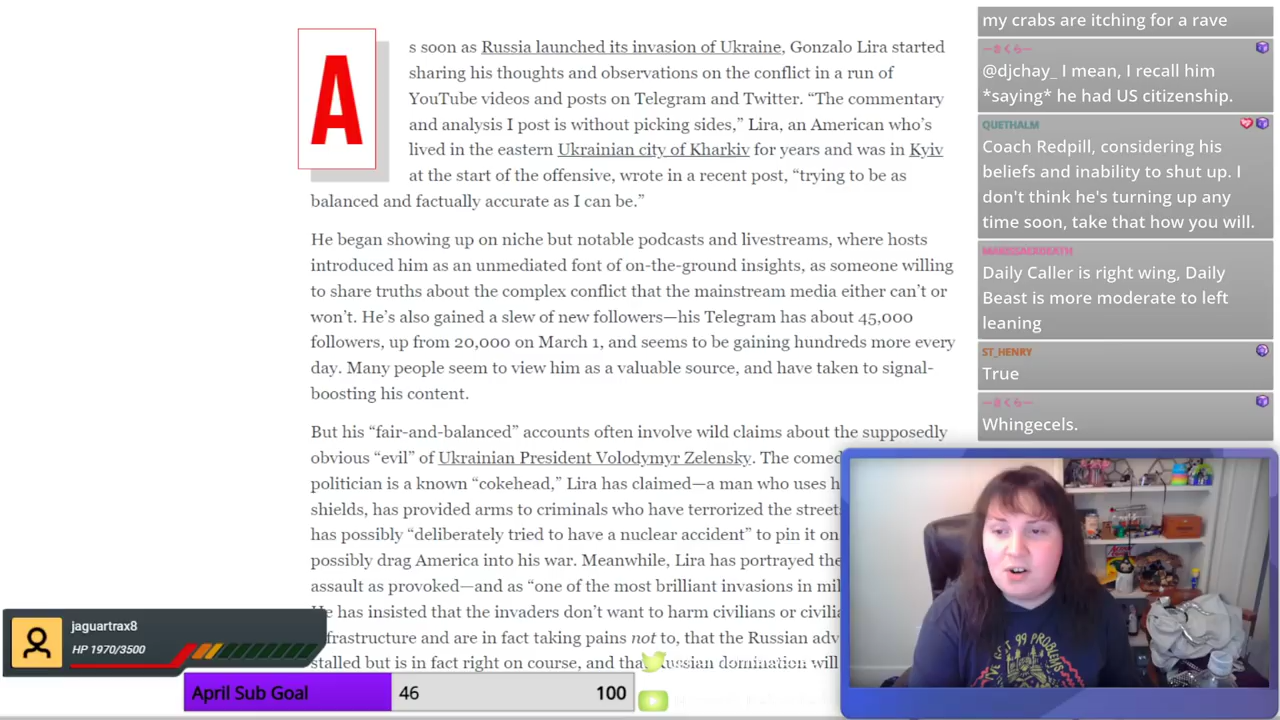 A
s soon as Russia launched its invasion of Ukraine, Gonzalo Lira started
sharing his thoughts and observations on the conflict in a run of
YouTube videos and posts on Telegram and Twitter. “The commentary
and analysis I post is without picking sides,” Lira, an American who’s
lived in the eastern Ukrainian city of Kharkiv for years and was in Kyiv
at the start of the offensive, wrote in a recent post, “trying to be as
balanced and factually accurate as I can be.”
He began showing up on niche but notable podcasts and livestreams, where hosts
introduced him as an unmediated font of on-the-ground insights, as someone willing
to share truths about the complex conflict that the mainstream media either can’t or
won’t. He’s also gained a slew of new followers—his Telegram has about 45,000
followers, up from 20,000 on March 1, and seems to be gaining hundreds more every
day. Many people seem to view him as a valuable source, and have taken to signal-
boosting his content.
But his “fair-and-balanced” accounts often involve wild claims about the supposedly
obvious “evil” of Ukrainian President Volodymyr Zelensky. The comed
politician is a known “cokehead,” Lira has claimed—a man who uses h
shields, has provided arms to criminals who have terrorized the streets
has possibly “deliberately tried to have a nuclear accident” to pin it on
possibly drag America into his war. Meanwhile, Lira has portrayed the
assault as provoked—and as “one of the most brilliant invasions in mil
He has insisted that the invaders don’t want to harm civilians or civilia
nfrastructure and are in fact taking pains not to, that the Russian adv
stalled but is in fact right on course, and tha ussian domination will
my crabs are itching for a rave
ーさくらー
@djchay_ I mean, I recall him
*saying* he had US citizenship.
QUETHALM
Coach Redpill, considering his
beliefs and inability to shut up. I
don't think he's turning up any
time soon, take that how you will.
Daily Caller is right wing, Daily
Beast is more moderate to left
leaning
ST_HENRY
True
ーさくらー
Whingecels.
jaguartrax8
HP 1970/3500
April Sub Goal
46
100
99 PROBLEMS